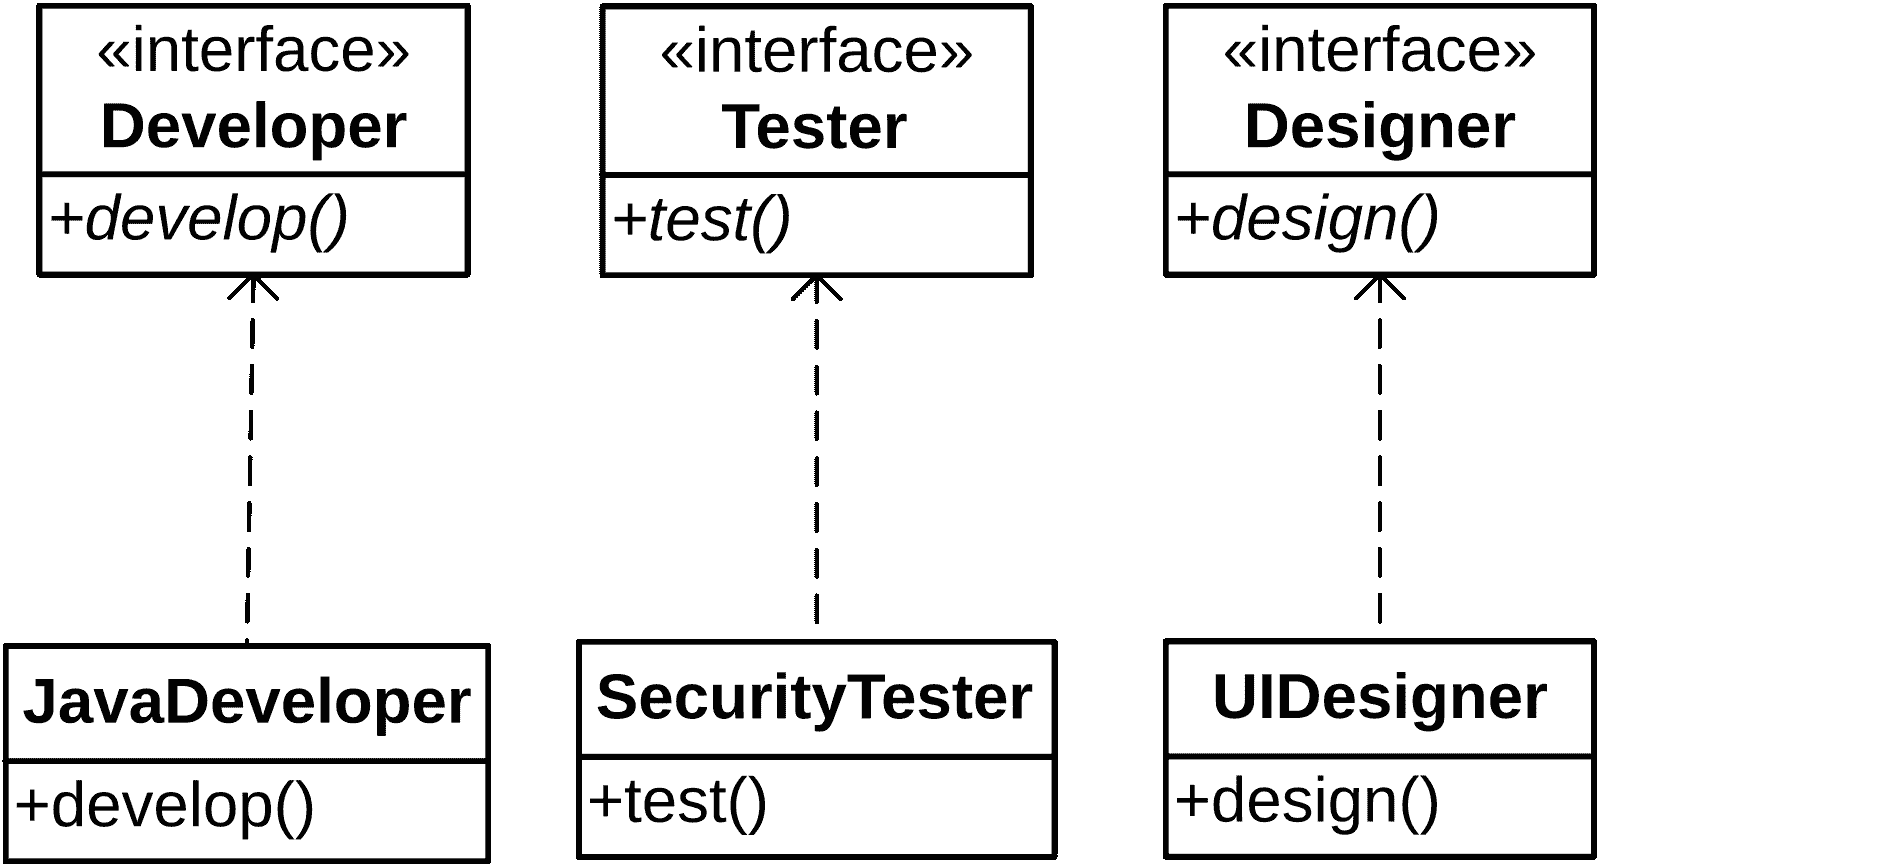 «interface»
Developer
+develop()
«interface»
Tester
+test()
«interface»
Designer
+design()
JavaDeveloper
+develop()
SecurityTester
+test()
UIDesigner
+design()